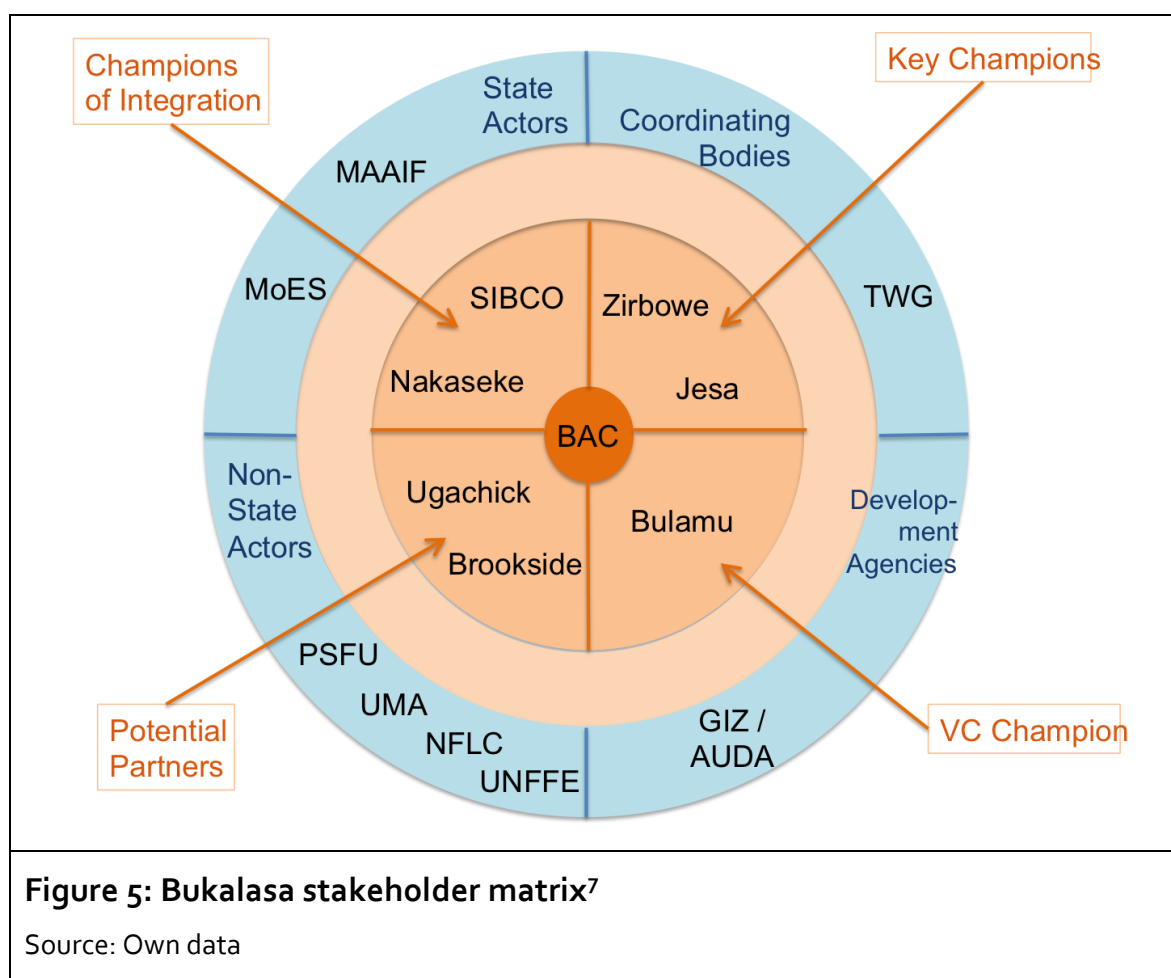 Champions
of Integration
Key Champions
State
Actors
Coordinating
Bodies
MAAIF
MoES
TWG
SIBCO
Zirbowe
Nakaseke
Jesa
BAC
Ugachick
Bulamu
Brookside
Non-
State
Actors
Develop-
ment
Agencies
PSFU
UMA
NFLC
UNFFE
GIZ /
AUDA
Potential
Partners
VC Champion
Figure 5: Bukalasa stakeholder matrix⁷
Source: Own data